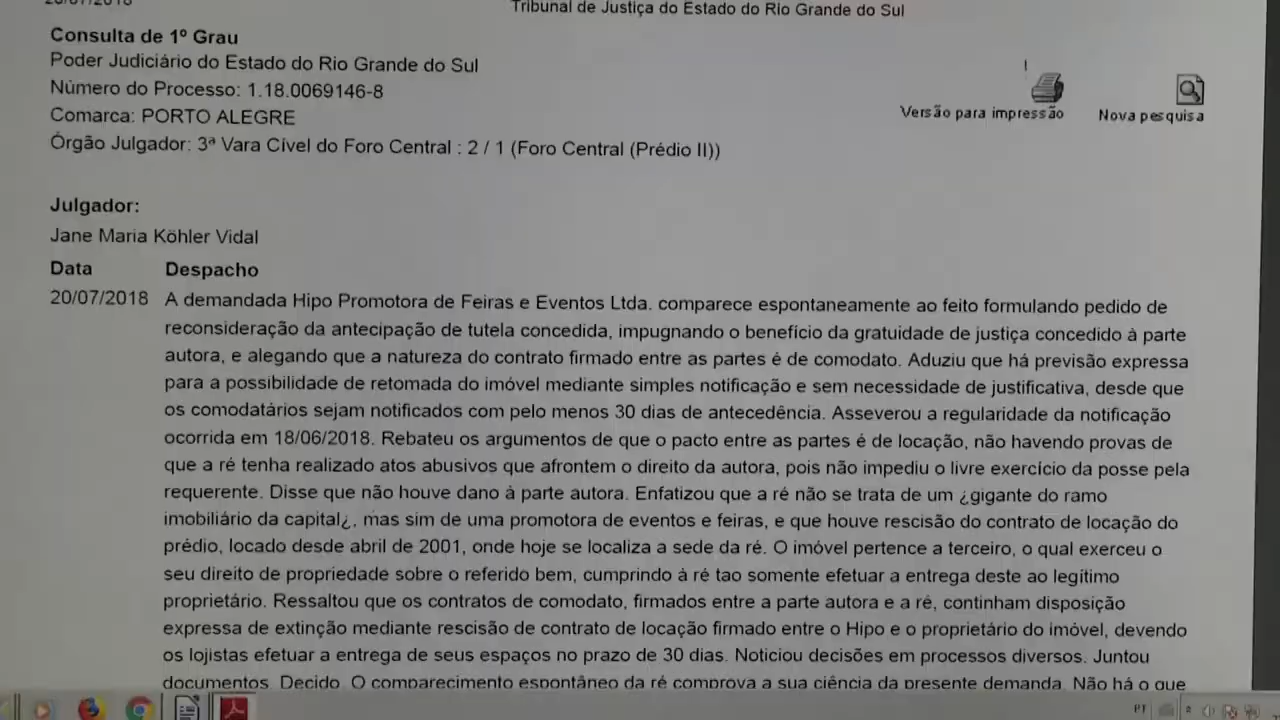 20/07/2018
Tribunal de Justiça do Estado do Rio Grande do Sul
Consulta de 1º Grau
Poder Judiciário do Estado do Rio Grande do Sul
Número do Processo: 1.18.0069146-8
Comarca: PORTO ALEGRE
Órgão Julgador: 3ª Vara Cível do Foro Central : 2 / 1 (Foro Central (Prédio II))
Versão para impressão
Nova pesquisa
Julgador:
Jane Maria Köhler Vidal
Data Despacho
20/07/2018 A demandada Hipo Promotora de Feiras e Eventos Ltda. comparece espontaneamente ao feito formulando pedido de
reconsideração da antecipação de tutela concedida, impugnando o benefício da gratuidade de justiça concedido à parte
autora, e alegando que a natureza do contrato firmado entre as partes é de comodato. Aduziu que há previsão expressa
para a possibilidade de retomada do imóvel mediante simples notificação e sem necessidade de justificativa, desde que
os comodatários sejam notificados com pelo menos 30 dias de antecedência. Asseverou a regularidade da notificação
ocorrida em 18/06/2018. Rebateu os argumentos de que o pacto entre as partes é de locação, não havendo provas de
que a ré tenha realizado atos abusivos que afrontem o direito da autora, pois não impediu o livre exercício da posse pela
requerente. Disse que não houve dano à parte autora. Enfatizou que a ré não se trata de um ¿gigante do ramo
imobiliário da capital¿, mas sim de uma promotora de eventos e feiras, e que houve rescisão do contrato de locação do
prédio, locado desde abril de 2001, onde hoje se localiza a sede da ré. O imóvel pertence a terceiro, o qual exerceu o
seu direito de propriedade sobre o referido bem, cumprindo à ré tao somente efetuar a entrega deste ao legítimo
proprietário. Ressaltou que os contratos de comodato, firmados entre a parte autora e a ré, continham disposição
expressa de extinção mediante rescisão de contrato de locação firmado entre o Hipo e o proprietário do imóvel, devendo
os lojistas efetuar a entrega de seus espaços no prazo de 30 dias. Noticiou decisões em processos diversos. Juntou
documentos. Decido. O comparecimento espontâneo da ré comprova a sua ciência da presente demanda. Não há o que
PT